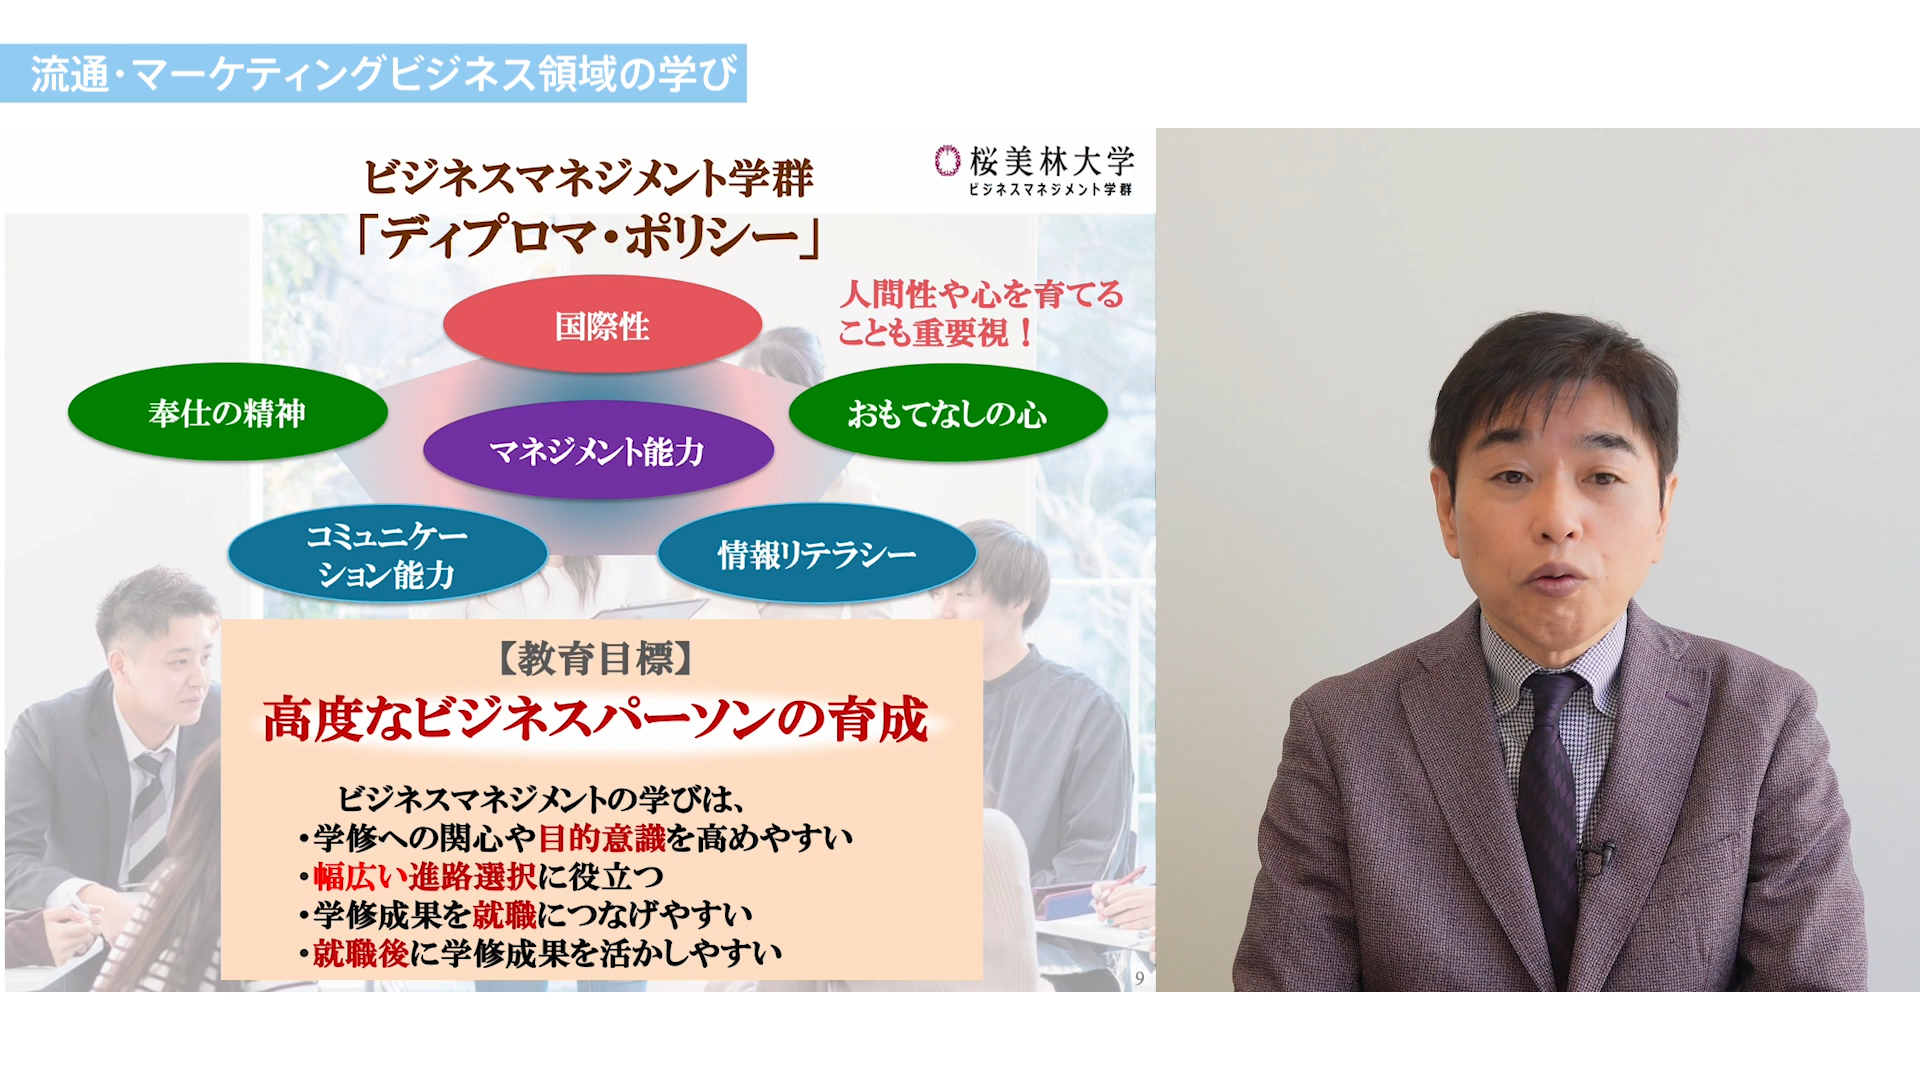 流通・マーケティングビジネス領域の学び
桜美林大学
ビジネスマネジメント学群
ビジネスマネジメント学群
「ディプロマ・ポリシー」
国際性
人間性や心を育てる
ことも重要視！
奉仕の精神
マネジメント能力
おもてなしの心
コミュニケー
ション能力
情報リテラシー
【教育目標】
高度なビジネスパーソンの育成
ビジネスマネジメントの学びは、
・学修への関心や目的意識を高めやすい
・幅広い進路選択に役立つ
・学修成果を就職につなげやすい
・就職後に学修成果を活かしやすい
9